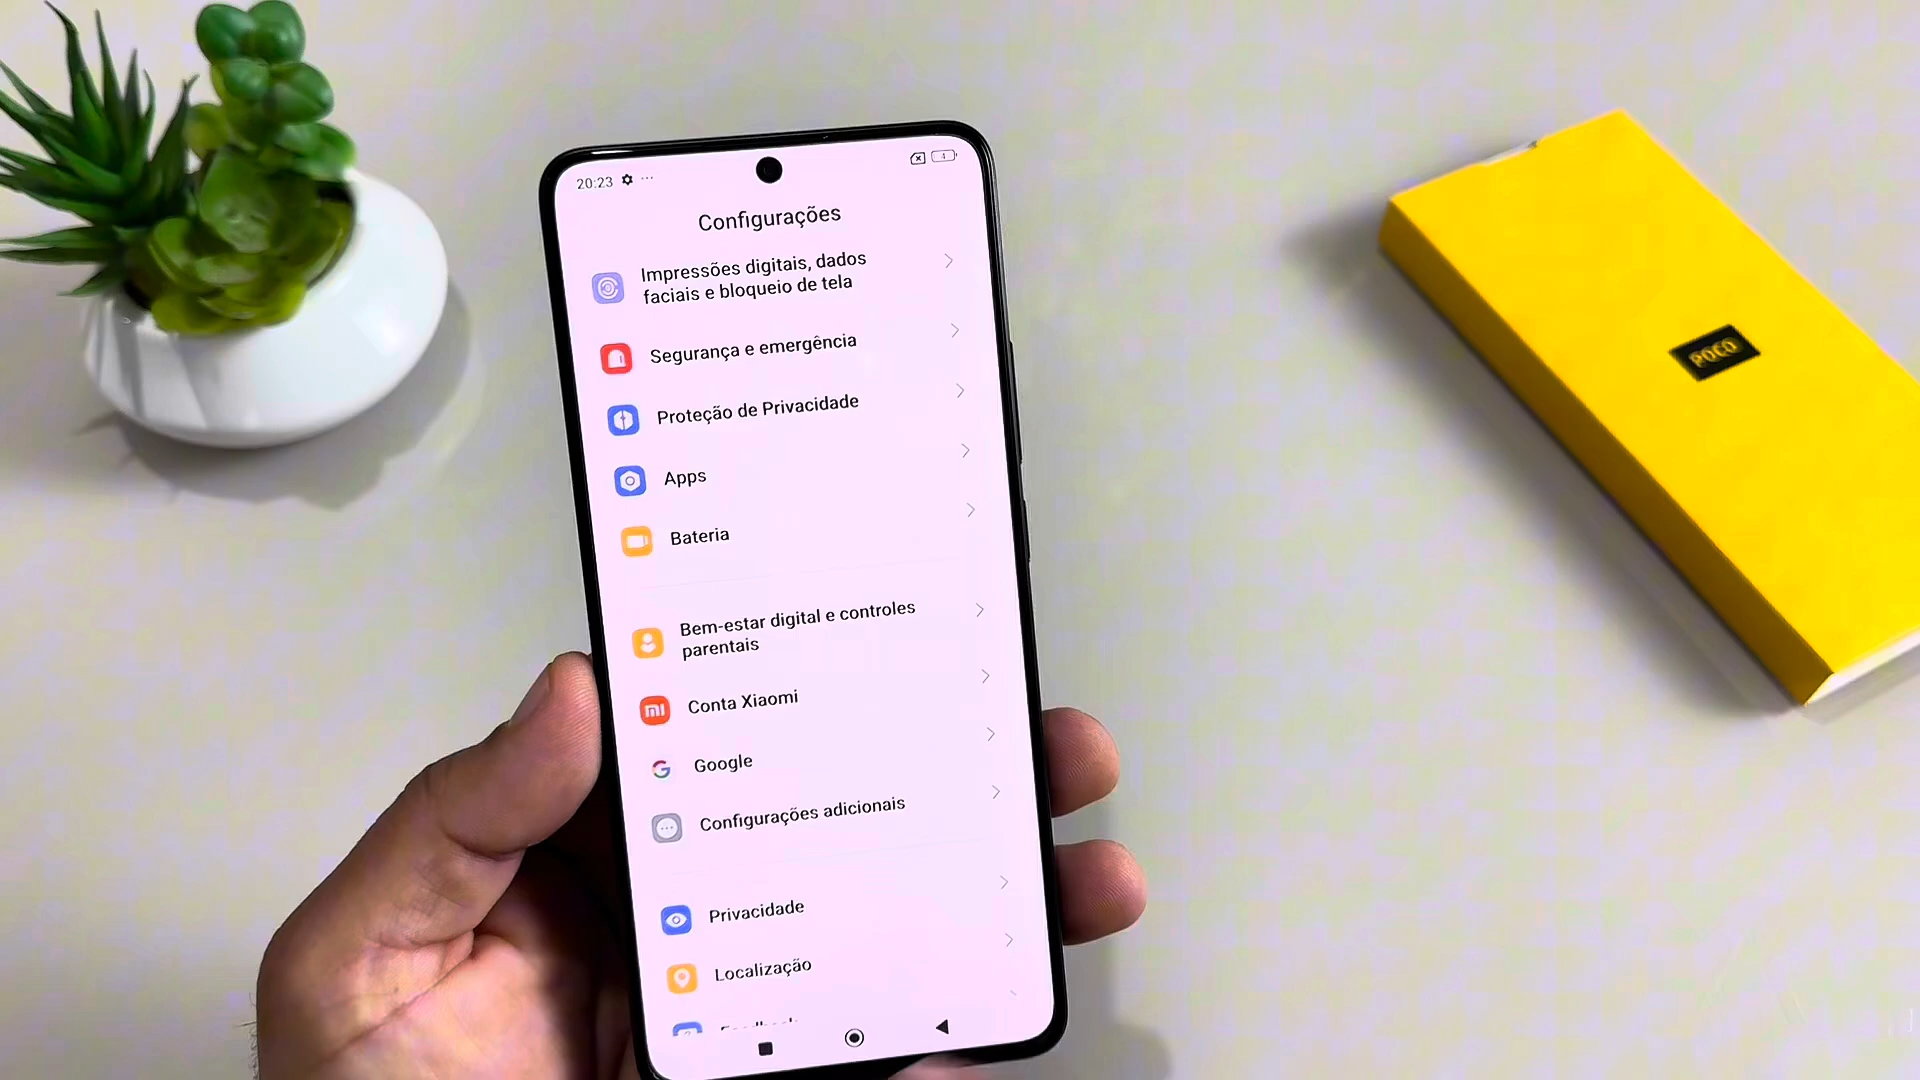 20:23
4
Configurações
Impressões digitais, dados
faciais e bloqueio de tela
Segurança e emergência
Proteção de Privacidade
Apps
Bateria
Bem-estar digital e controles
parentais
Conta Xiaomi
Google
Configurações adicionais
Privacidade
Localização
POCO